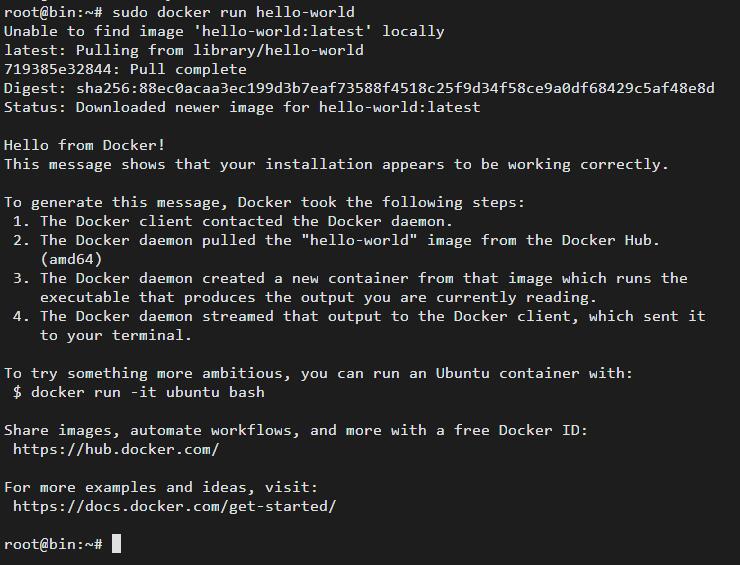 root@bin:~# sudo docker run hello-world
Unable to find image 'hello-world:latest' locally
latest: Pulling from library/hello-world
719385e32844: Pull complete
Digest: sha256:88ec0acaa3ec199d3b7eaf73588f4518c25f9d34f58ce9a0df68429c5af48e8d
Status: Downloaded newer image for hello-world:latest

Hello from Docker!
This message shows that your installation appears to be working correctly.

To generate this message, Docker took the following steps:
 1. The Docker client contacted the Docker daemon.
 2. The Docker daemon pulled the "hello-world" image from the Docker Hub.
    (amd64)
 3. The Docker daemon created a new container from that image which runs the
    executable that produces the output you are currently reading.
 4. The Docker daemon streamed that output to the Docker client, which sent it
    to your terminal.

To try something more ambitious, you can run an Ubuntu container with:
 $ docker run -it ubuntu bash

Share images, automate workflows, and more with a free Docker ID:
 https://hub.docker.com/

For more examples and ideas, visit:
 https://docs.docker.com/get-started/

root@bin:~#